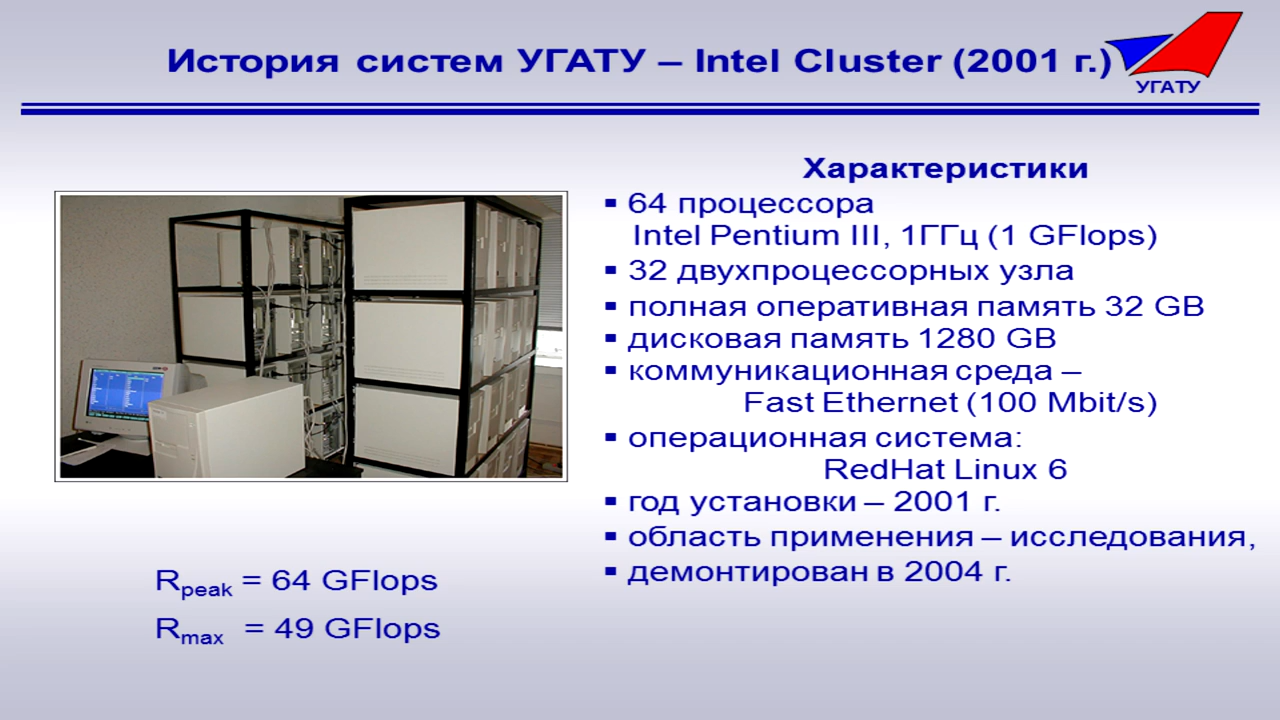 История систем УГАТУ – Intel Cluster (2001 г.)
УГАТУ
Характеристики
▪ 64 процессора
Intel Pentium III, 1ГГц (1 GFlops)
▪ 32 двухпроцессорных узла
▪ полная оперативная память 32 GB
▪ дисковая память 1280 GB
▪ коммуникационная среда –
Fast Ethernet (100 Mbit/s)
▪ операционная система:
RedHat Linux 6
▪ год установки – 2001 г.
▪ область применения – исследования,
▪ демонтирован в 2004 г.
Rpeak = 64 GFlops
Rmax = 49 GFlops